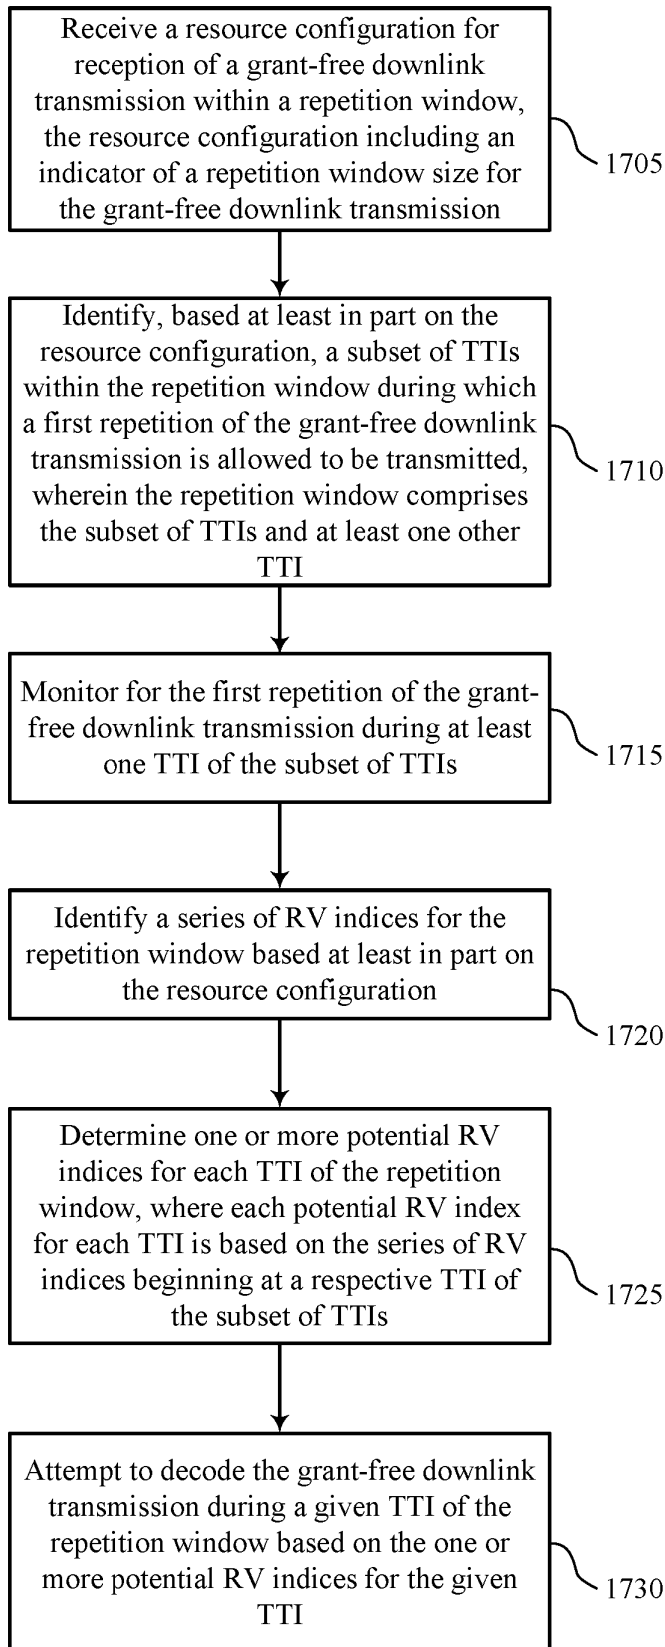 Receive a resource configuration for
reception of a grant-free downlink
transmission within a repetition window,
the resource configuration including an
indicator of a repetition window size for
the grant-free downlink transmission
1705
Identify, based at least in part on the
resource configuration, a subset of TTIs
within the repetition window during which
a first repetition of the grant-free downlink
transmission is allowed to be transmitted,
wherein the repetition window comprises
the subset of TTIs and at least one other
TTI
1710
Monitor for the first repetition of the grant-
free downlink transmission during at least
one TTI of the subset of TTIs
1715
Identify a series of RV indices for the
repetition window based at least in part on
the resource configuration
1720
Determine one or more potential RV
indices for each TTI of the repetition
window, where each potential RV index
for each TTI is based on the series of RV
indices beginning at a respective TTI of
the subset of TTIs
1725
Attempt to decode the grant-free downlink
transmission during a given TTI of the
repetition window based on the one or
more potential RV indices for the given
TTI
1730